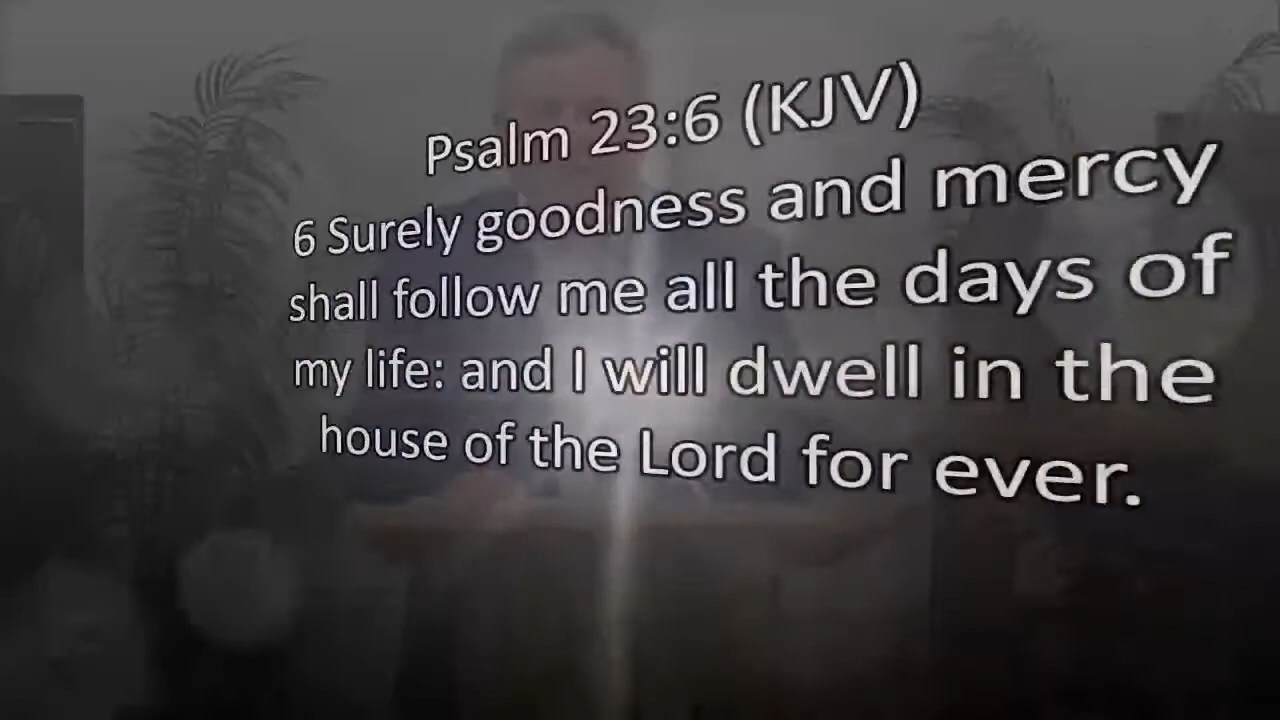 Psalm 23:6 (KJV)
6 Surely goodness and mercy
shall follow me all the days of
my life: and I will dwell in the
house of the Lord for ever.